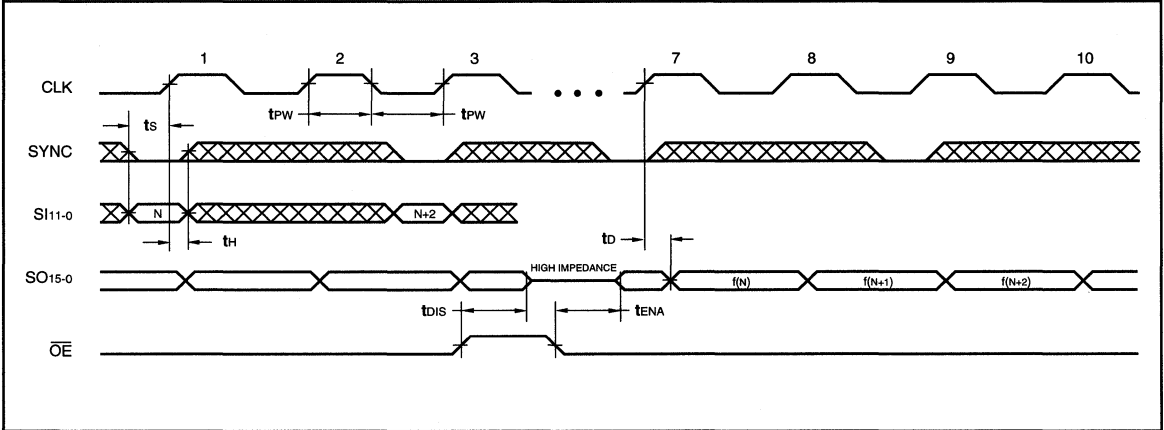 1 2 3 7 8 9 10
CLK
tPW tPW
tS
SYNC
SI11-0 N N+2
tH
tD
SO15-0 HIGH IMPEDANCE f(N) f(N+1) f(N+2)
tDIS tENA
OE